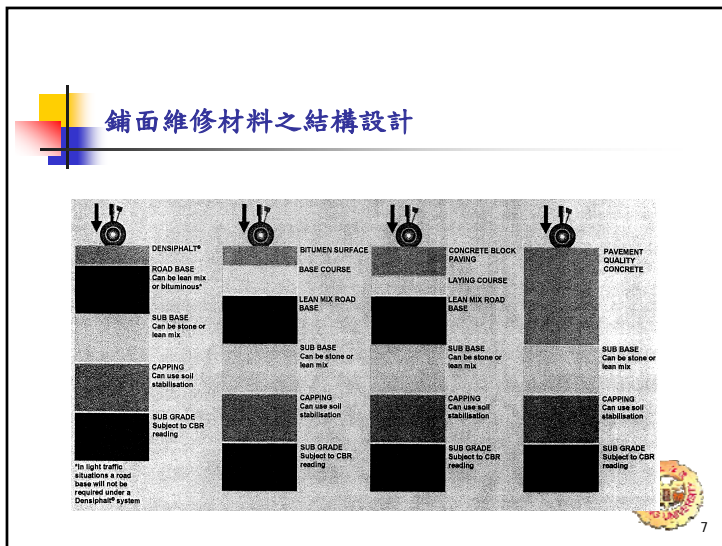 鋪面維修材料之結構設計
DENSIPHALT®
ROAD BASE
Can be lean mix
or bituminous*
SUB BASE
Can be stone or
lean mix
CAPPING
Can use soil
stabilisation
SUB GRADE
Subject to CBR
reading
*In light traffic
situations a road
base will not be
required under a
Densiphalt® system
BITUMEN SURFACE
BASE COURSE
LEAN MIX ROAD
BASE
SUB BASE
Can be stone or
lean mix
CAPPING
Can use soil
stabilisation
SUB GRADE
Subject to CBR
reading
CONCRETE BLOCK
PAVING
LAYING COURSE
LEAN MIX ROAD
BASE
SUB BASE
Can be stone or
lean mix
CAPPING
Can use soil
stabilisation
SUB GRADE
Subject to CBR
reading
PAVEMENT
QUALITY
CONCRETE
SUB BASE
Can be stone or
lean mix
CAPPING
Can use soil
stabilisation
SUB GRADE
Subject to CBR
reading
UNIVERSITY
7